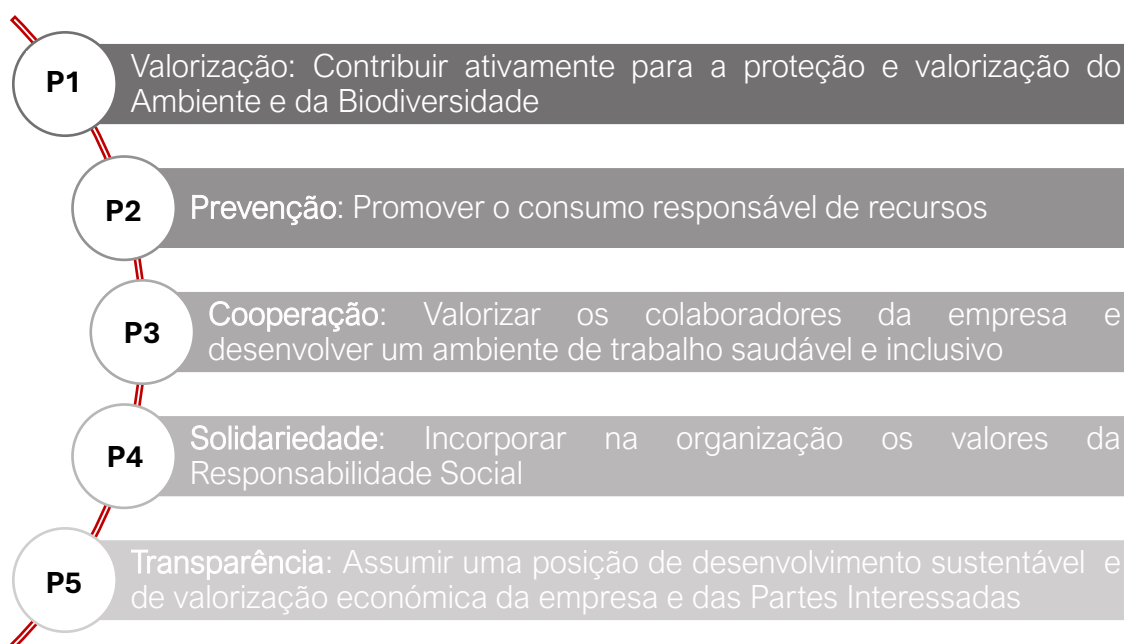 P1
Valorização: Contribuir ativamente para a proteção e valorização do
Ambiente e da Biodiversidade
P2
Prevenção: Promover o consumo responsável de recursos
P3
Cooperação: Valorizar os colaboradores da empresa e
desenvolver um ambiente de trabalho saudável e inclusivo
P4
Solidariedade: Incorporar na organização os valores da
Responsabilidade Social
P5
Transparência: Assumir uma posição de desenvolvimento sustentável e
de valorização económica da empresa e das Partes Interessadas